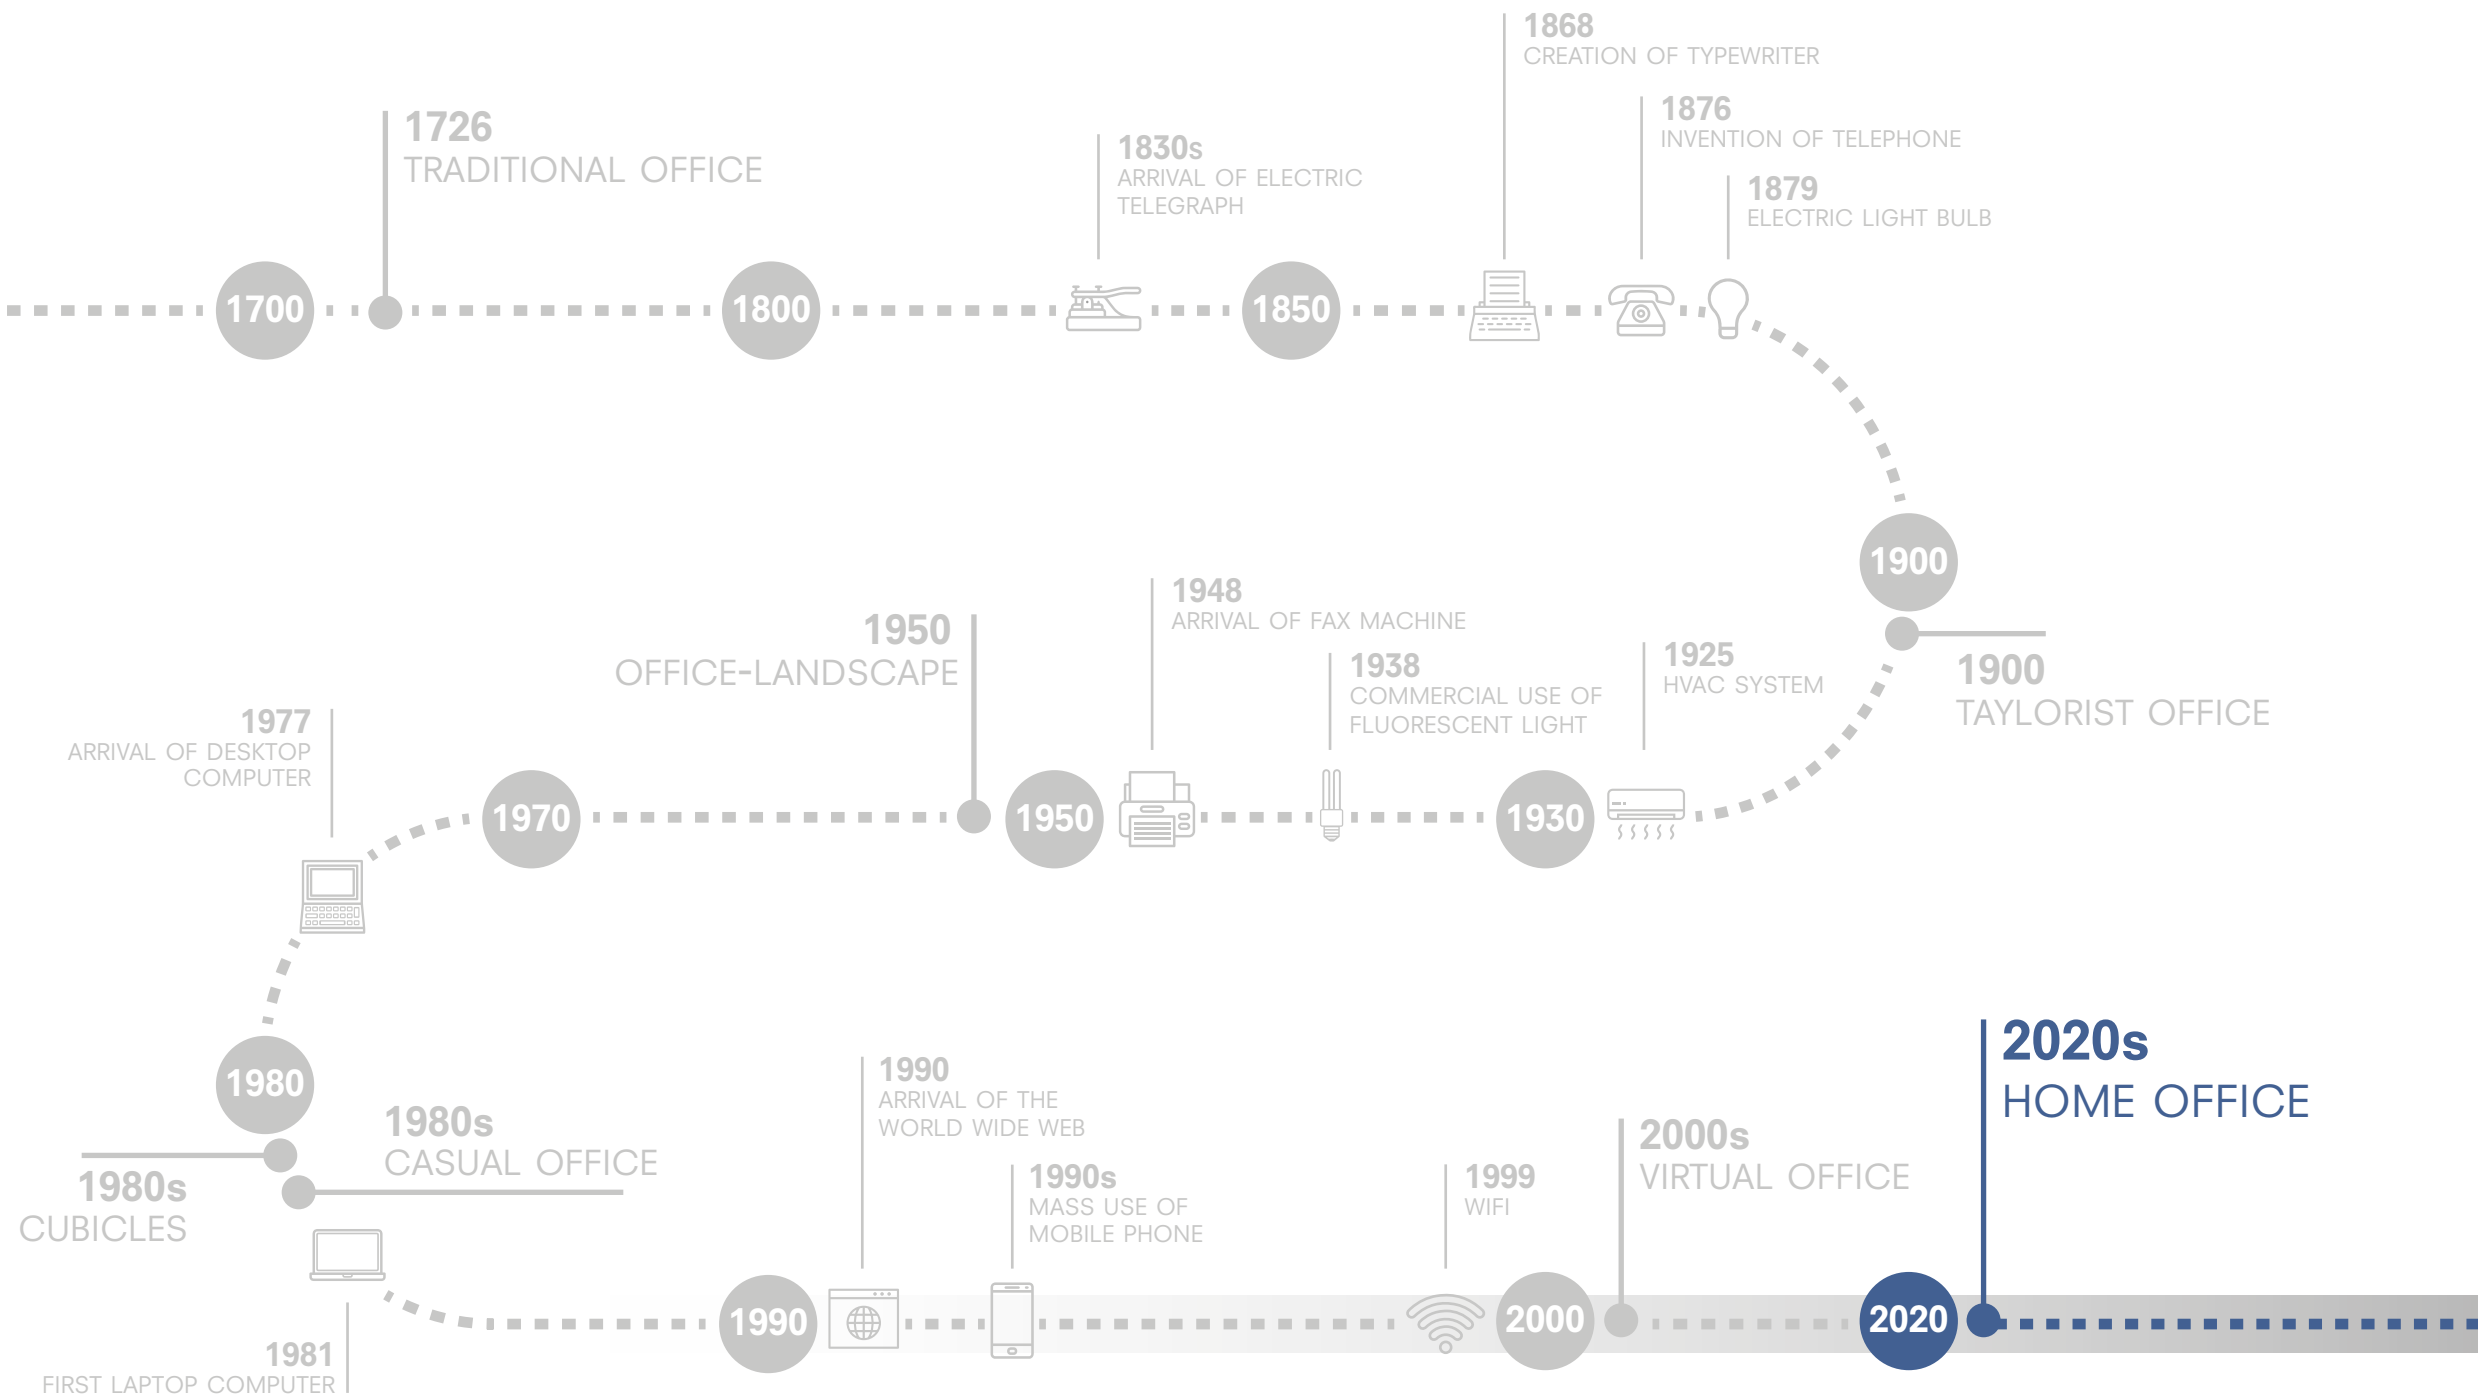 1868
CREATION OF TYPEWRITER
1876
INVENTION OF TELEPHONE
1726
TRADITIONAL OFFICE
1830s
ARRIVAL OF ELECTRIC
TELEGRAPH
1879
ELECTRIC LIGHT BULB
1700
1800
1850
1900
1900
TAYLORIST OFFICE
1925
HVAC SYSTEM
1938
COMMERCIAL USE OF
FLUORESCENT LIGHT
1948
ARRIVAL OF FAX MACHINE
1950
OFFICE-LANDSCAPE
1930
1950
1970
1977
ARRIVAL OF DESKTOP
COMPUTER
1980
1980s
CUBICLES
1980s
CASUAL OFFICE
1981
FIRST LAPTOP COMPUTER
1990
ARRIVAL OF THE
WORLD WIDE WEB
1990s
MASS USE OF
MOBILE PHONE
1999
WIFI
2000s
VIRTUAL OFFICE
2020s
HOME OFFICE
1990
2000
2020